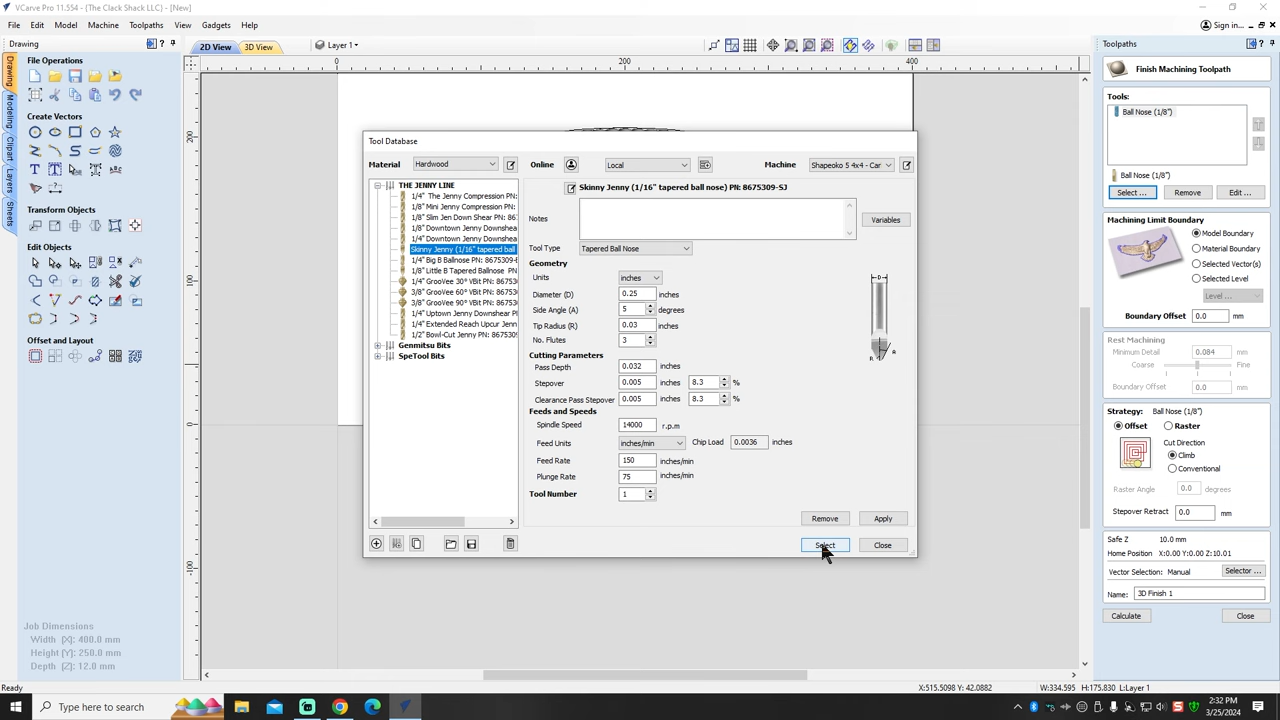 VCarve Pro 11.554 - {The Clack Shack LLC} - [New]
File Edit Model Machine Toolpaths View Gadgets Help
Sign in...
Drawing
2D View 3D View Layer 1
Toolpaths
File Operations
Create Vectors
Transform Objects
Edit Objects
Offset and Layout
Job Dimensions
Width (X): 400.0 mm
Height (Y): 250.0 mm
Depth (Z): 12.0 mm
Drawing
Modeling
Clipart
Layers
Sheets
0 200 400
200
100
0
-100
Tool Database
Material Hardwood Online Local Machine Shapeoko 5 4x4 - Car
THE JENNY LINE
1/4" The Jenny Compression PN:
1/8" Mini Jenny Compression PN:
1/8" Slim Jen Down Shear PN: 86
1/8" Downtown Jenny Downshea
1/4" Downtown Jenny Downshea
Skinny Jenny (1/16" tapered ball
1/4" Big B Ballnose PN: 8675309-
1/8" Little B Tapered Ballnose PN
1/4" GrooVee 30° VBit PN: 86753
3/8" GrooVee 60° VBit PN: 86753
3/8" GrooVee 90° VBit PN: 86753
1/4" Uptown Jenny Downshear P
1/4" Extended Reach Upcur Jenn
1/2" Bowl-Cut Jenny PN: 867530
Genmitsu Bits
SpeTool Bits
Skinny Jenny (1/16" tapered ball nose) PN: 8675309-SJ
Notes
Variables
Tool Type Tapered Ball Nose
Geometry
Units inches
Diameter (D) 0.25 inches
Side Angle (A) 5 degrees
Tip Radius (R) 0.03 inches
No. Flutes 3
Cutting Parameters
Pass Depth 0.032 inches
Stepover 0.005 inches 8.3 %
Clearance Pass Stepover 0.005 inches 8.3 %
Feeds and Speeds
Spindle Speed 14000 r.p.m
Feed Units inches/min Chip Load 0.0036 inches
Feed Rate 150 inches/min
Plunge Rate 75 inches/min
Tool Number 1
Remove Apply
Select Close
D
R A
Finish Machining Toolpath
Tools:
Ball Nose (1/8")
Ball Nose (1/8")
Select ... Remove Edit ...
Machining Limit Boundary
Model Boundary
Material Boundary
Selected Vector(s)
Selected Level
Level ...
Boundary Offset 0.0 mm
Rest Machining
Minimum Detail 0.084 mm
Coarse Fine
Boundary Offset 0.0 mm
Strategy: Ball Nose (1/8")
Offset Raster
Cut Direction
Climb
Conventional
Raster Angle 0.0 degrees
Stepover Retract 0.0 mm
Safe Z 10.0 mm
Home Position X:0.00 Y:0.00 Z:10.01
Vector Selection: Manual Selector ...
Name: 3D Finish 1
Calculate Close
Ready
X:515.5098 Y: 42.0882 W:334.595 H:175.830 L:Layer 1
Type here to search
2:32 PM
3/25/2024